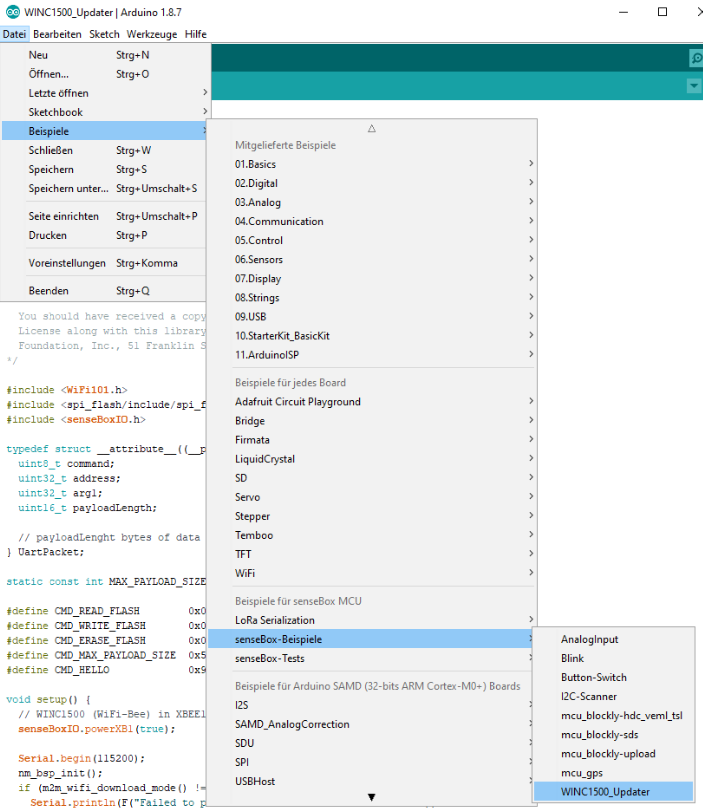 WINC1500_Updater | Arduino 1.8.7
Datei Bearbeiten Sketch Werkzeuge Hilfe
Neu Strg+N
Öffnen... Strg+O
Letzte öffnen
Sketchbook
Beispiele
Schließen Strg+W
Speichern Strg+S
Speichern unter... Strg+Umschalt+S
Seite einrichten Strg+Umschalt+P
Drucken Strg+P
Voreinstellungen Strg+Komma
Beenden Strg+Q
You should have received a copy
License along with this library
Foundation, Inc., 51 Franklin S
*/
#include <WiFi101.h>
#include <spi_flash/include/spi_f
#include <senseBoxIO.h>
typedef struct __attribute__((__p
uint8_t command;
uint32_t address;
uint32_t arg1;
uint16_t payloadLength;
// payloadLenght bytes of data
} UartPacket;
static const int MAX_PAYLOAD_SIZE
#define CMD_READ_FLASH 0x0
#define CMD_WRITE_FLASH 0x0
#define CMD_ERASE_FLASH 0x0
#define CMD_MAX_PAYLOAD_SIZE 0x5
#define CMD_HELLO 0x9
void setup() {
// WINC1500 (WiFi-Bee) in XBEE1
senseBoxIO.powerXB1(true);
Serial.begin(115200);
nm_bsp_init();
if (m2m_wifi_download_mode() !=
Serial.println(F("Failed to p
Mitgelieferte Beispiele
01.Basics
02.Digital
03.Analog
04.Communication
05.Control
06.Sensors
07.Display
08.Strings
09.USB
10.StarterKit_BasicKit
11.ArduinoISP
Beispiele für jedes Board
Adafruit Circuit Playground
Bridge
Firmata
LiquidCrystal
SD
Servo
Stepper
Temboo
TFT
WiFi
Beispiele für senseBox MCU
LoRa Serialization
senseBox-Beispiele
senseBox-Tests
Beispiele für Arduino SAMD (32-bits ARM Cortex-M0+) Boards
I2S
SAMD_AnalogCorrection
SDU
SPI
USBHost
AnalogInput
Blink
Button-Switch
I2C-Scanner
mcu_blockly-hdc_veml_tsl
mcu_blockly-sds
mcu_blockly-upload
mcu_gps
WINC1500_Updater